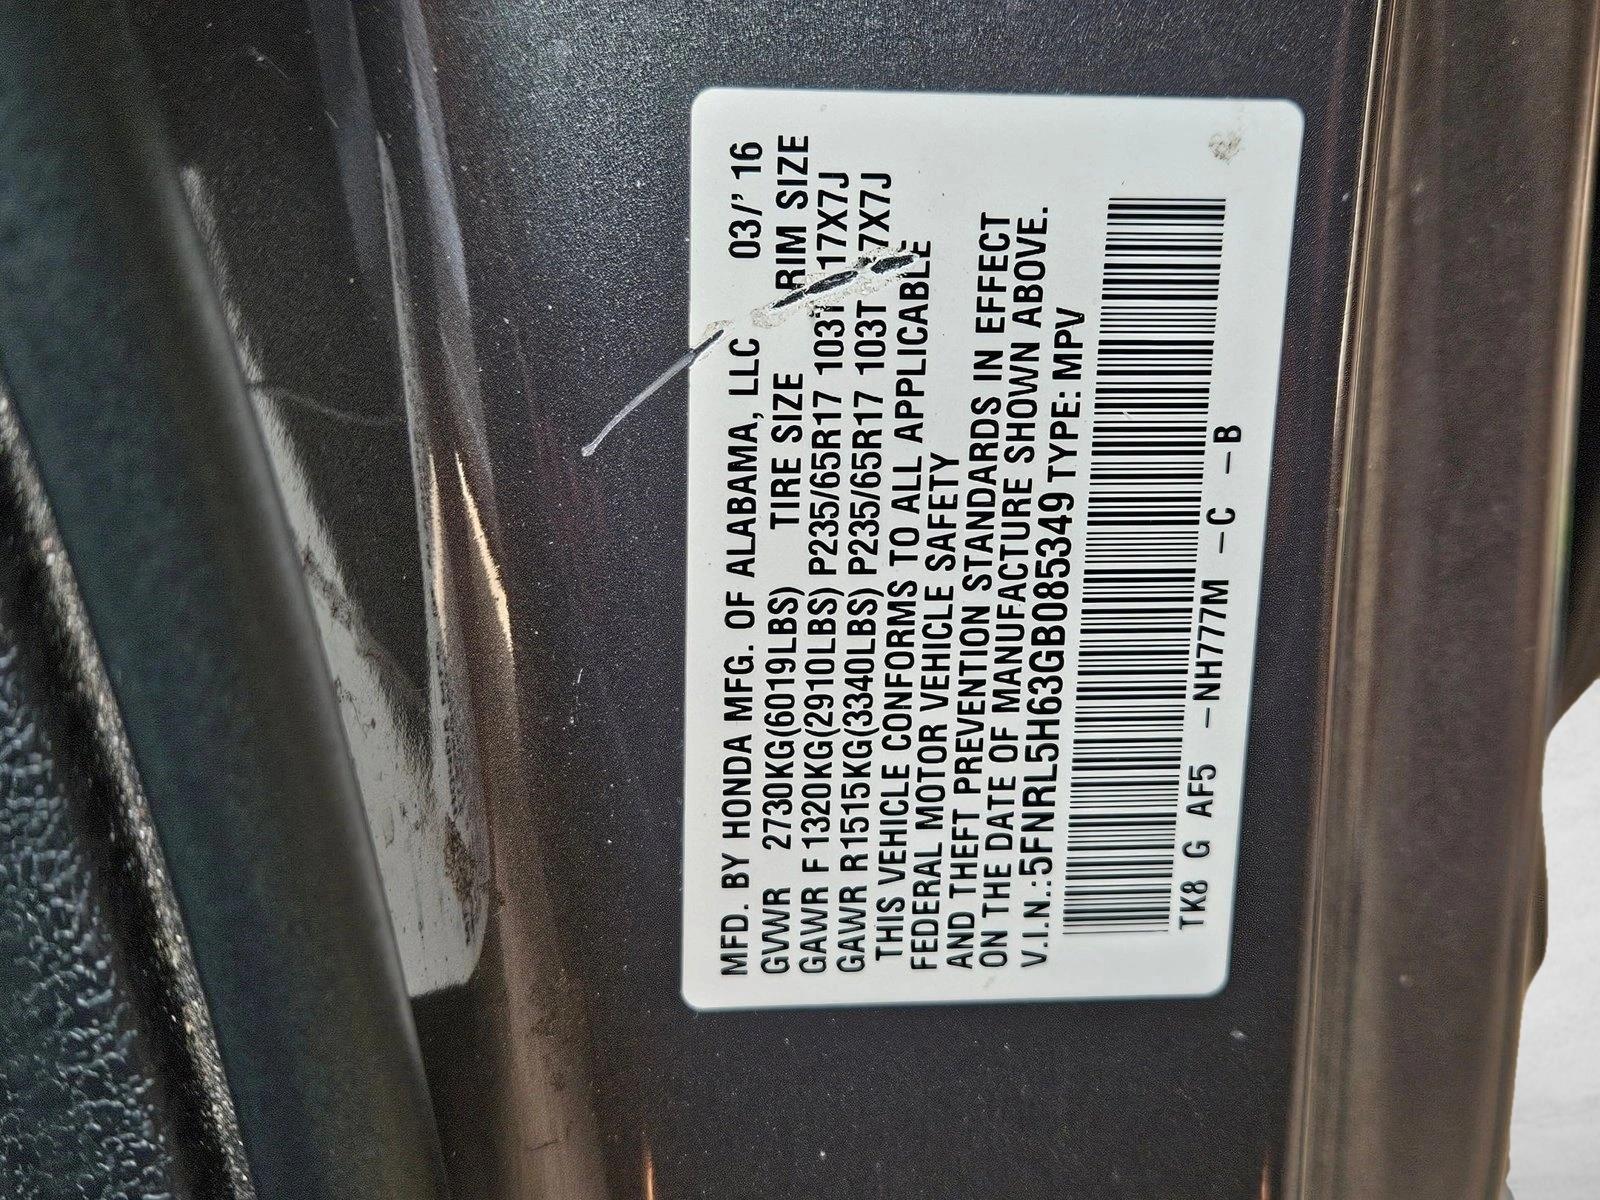 MFD. BY HONDA MFG. OF ALABAMA, LLC 03/' 16
GVWR 2730KG(6019LBS) TIRE SIZE RIM SIZE
GAWR F 1320KG(2910LBS) P235/65R17 103T 17X7J
GAWR R1515KG(3340LBS) P235/65R17 103T 17X7J
THIS VEHICLE CONFORMS TO ALL APPLICABLE
FEDERAL MOTOR VEHICLE SAFETY
AND THEFT PREVENTION STANDARDS IN EFFECT
ON THE DATE OF MANUFACTURE SHOWN ABOVE.
V.I.N.:5FNRL5H63GB085349 TYPE: MPV
TK8 G AF5 –NH777M –C –B